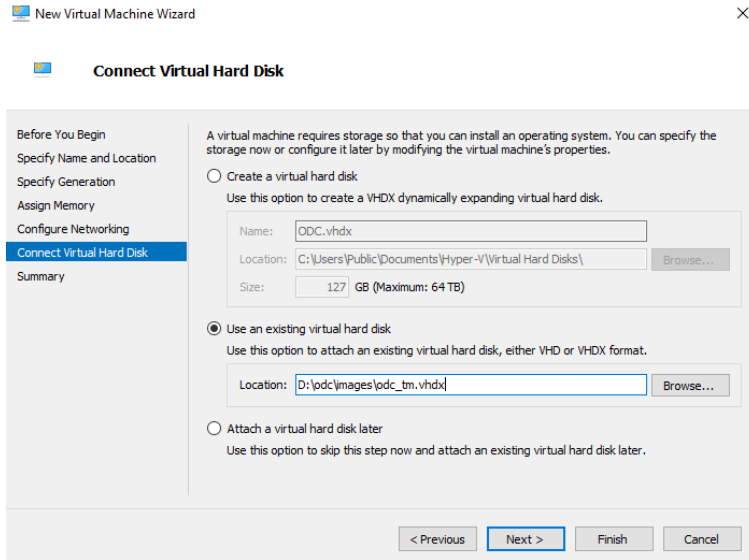 New Virtual Machine Wizard
Connect Virtual Hard Disk
Before You Begin
Specify Name and Location
Specify Generation
Assign Memory
Configure Networking
Connect Virtual Hard Disk
Summary
A virtual machine requires storage so that you can install an operating system. You can specify the
storage now or configure it later by modifying the virtual machine's properties.
Create a virtual hard disk
Use this option to create a VHDX dynamically expanding virtual hard disk.
Name: ODC.vhdx
Location: C:\Users\Public\Documents\Hyper-V\Virtual Hard Disks\ Browse...
Size: 127 GB (Maximum: 64 TB)
Use an existing virtual hard disk
Use this option to attach an existing virtual hard disk, either VHD or VHDX format.
Location: D:\odc\images\odc_tm.vhdx Browse...
Attach a virtual hard disk later
Use this option to skip this step now and attach an existing virtual hard disk later.
< Previous Next > Finish Cancel